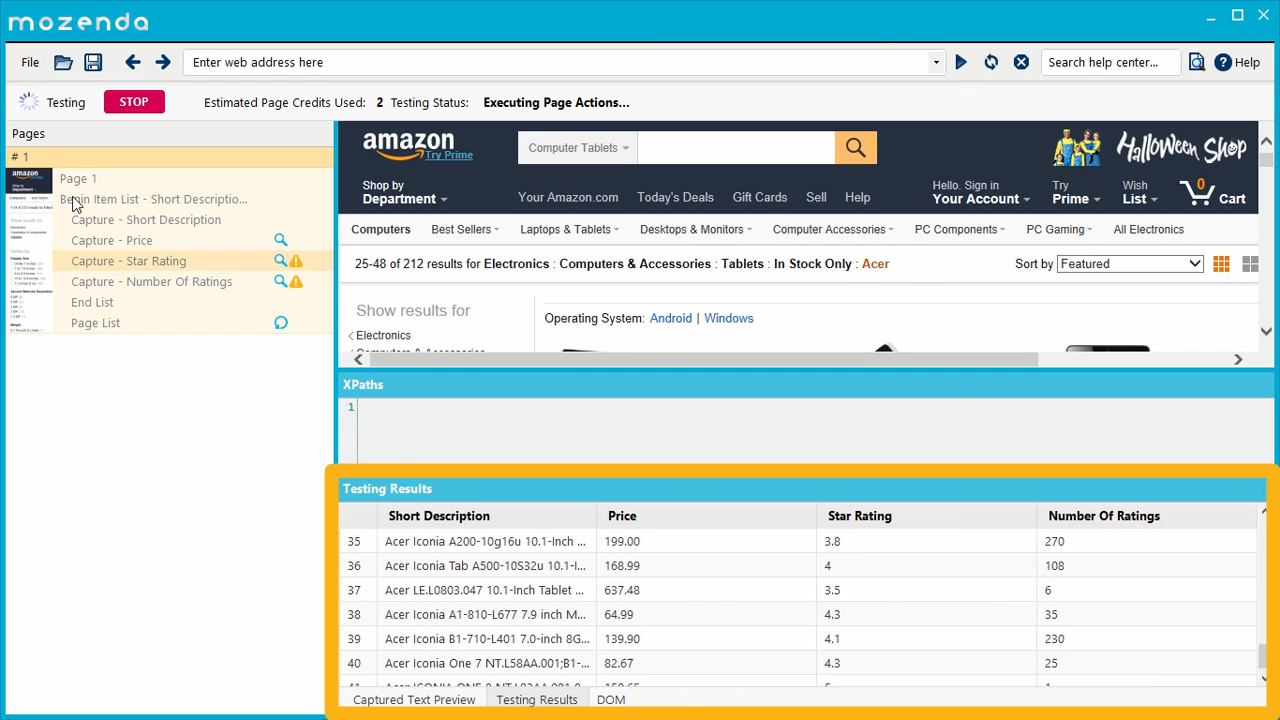 mozenda
File
Enter web address here
Search help center...
Help
Testing
STOP
Estimated Page Credits Used: 2 Testing Status: Executing Page Actions...
Pages
# 1
Page 1
Begin Item List - Short Descriptio...
Capture - Short Description
Capture - Price
Capture - Star Rating
Capture - Number Of Ratings
End List
Page List
amazon
Try Prime
Computer Tablets
Halloween Shop
Shop by
Department
Your Amazon.com
Today's Deals
Gift Cards
Sell
Help
Hello. Sign in
Your Account
Try
Prime
Wish
List
0
Cart
Computers
Best Sellers
Laptops & Tablets
Desktops & Monitors
Computer Accessories
PC Components
PC Gaming
All Electronics
25-48 of 212 re
Electronics : Computers & Accessories : Tablets : In Stock Only : Acer
Sort by
Featured
Show results for
Electronics
Operating System: Android | Windows
XPaths
1
Testing Results
Short Description Price Star Rating Number Of Ratings
35 Acer Iconia A200-10g16u 10.1-Inch ... 199.00 3.8 270
36 Acer Iconia Tab A500-10S32u 10.1-I... 168.99 4 108
37 Acer LE.L0803.047 10.1-Inch Tablet ... 637.48 3.5 6
38 Acer Iconia A1-810-L677 7.9 inch M... 64.99 4.3 35
39 Acer Iconia B1-710-L401 7.0-inch 8G... 139.90 4.1 230
40 Acer Iconia One 7 NT.L58AA.001;B1-... 82.67 4.3 25
Captured Text Preview
Testing Results
DOM